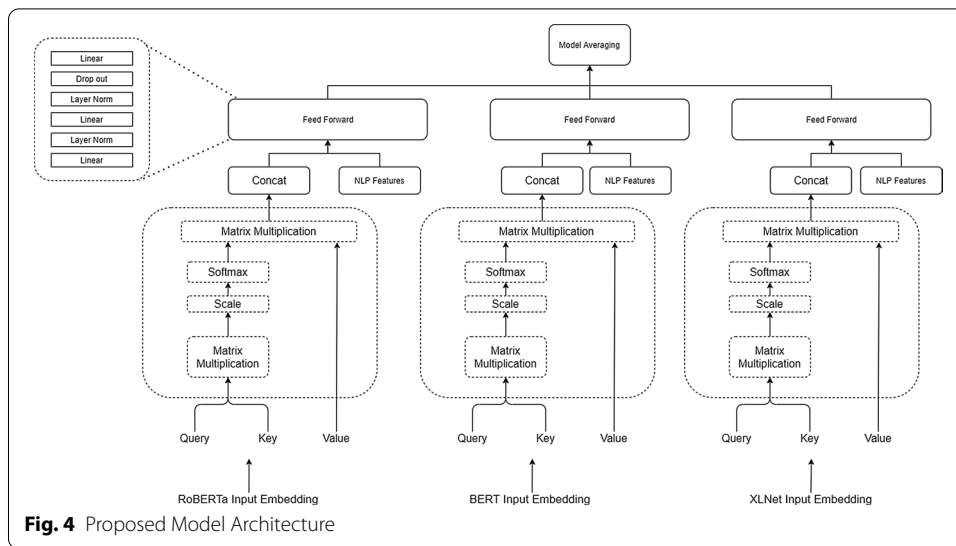 Model Averaging
Linear
Drop out
Layer Norm
Linear
Layer Norm
Linear
Feed Forward
Feed Forward
Feed Forward
Concat
NLP Features
Concat
NLP Features
Concat
NLP Features
Matrix Multiplication
Softmax
Scale
Matrix
Multiplication
Query
Key
Value
RoBERTa Input Embedding
Matrix Multiplication
Softmax
Scale
Matrix
Multiplication
Query
Key
Value
BERT Input Embedding
Matrix Multiplication
Softmax
Scale
Matrix
Multiplication
Query
Key
Value
XLNet Input Embedding
Fig. 4 Proposed Model Architecture